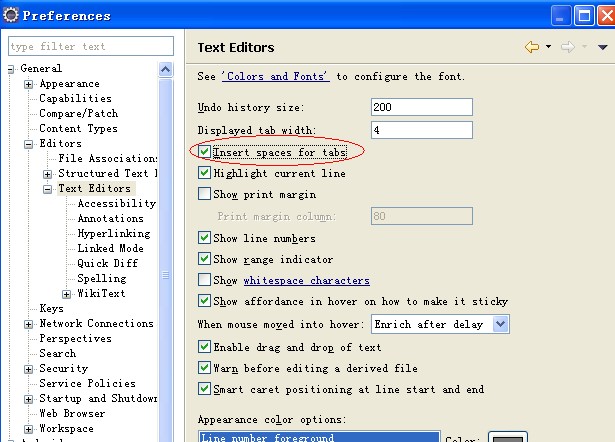 Preferences
type filter text
General
Appearance
Capabilities
Compare/Patch
Content Types
Editors
File Associations
Structured Text
Text Editors
Accessibility
Annotations
Hyperlinking
Linked Mode
Quick Diff
Spelling
WikiText
Keys
Network Connections
Perspectives
Search
Security
Service Policies
Startup and Shutdown
Web Browser
Workspace
Text Editors
See 'Colors and Fonts' to configure the font.
Undo history size: 200
Displayed tab width: 4
Insert spaces for tabs
Highlight current line
Show print margin
Print margin column: 80
Show line numbers
Show range indicator
Show whitespace characters
Show affordance in hover on how to make it sticky
When mouse moved into hover: Enrich after delay
Enable drag and drop of text
Warn before editing a derived file
Smart caret positioning at line start and end
Appearance color options:
Line number foreground
Color: